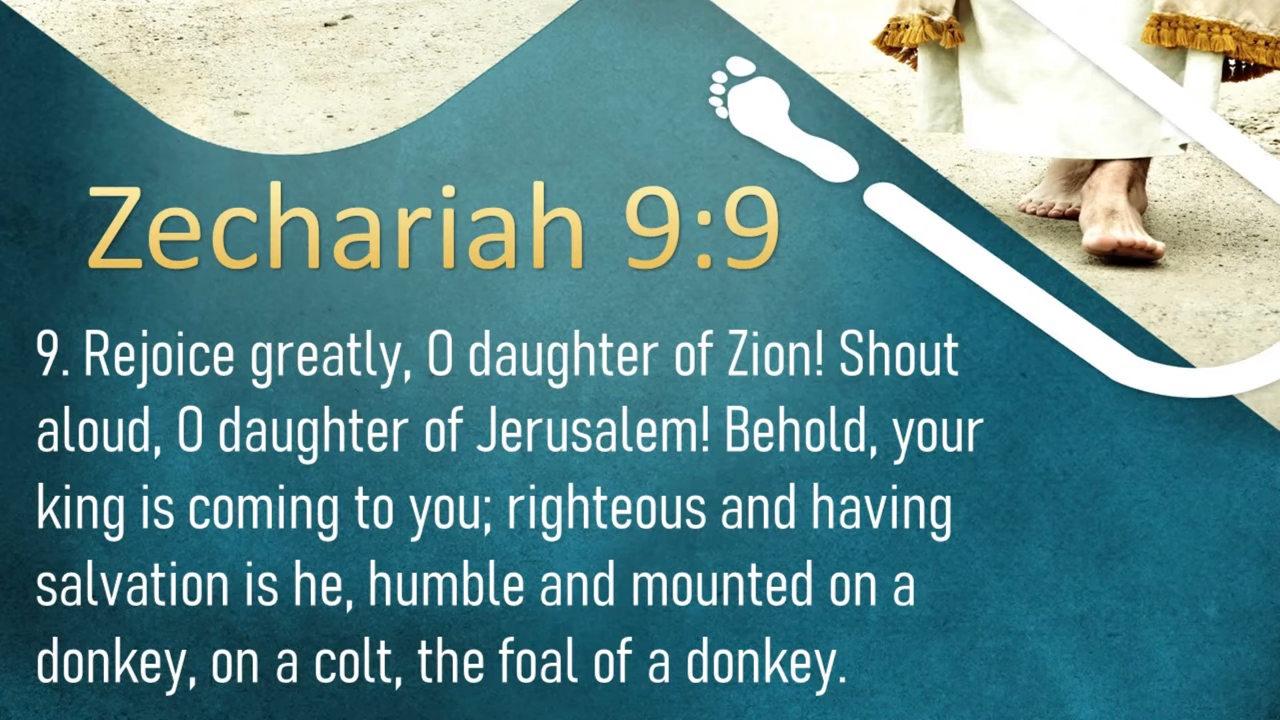 Zechariah 9:9
9. Rejoice greatly, O daughter of Zion! Shout
aloud, O daughter of Jerusalem! Behold, your
king is coming to you; righteous and having
salvation is he, humble and mounted on a
donkey, on a colt, the foal of a donkey.